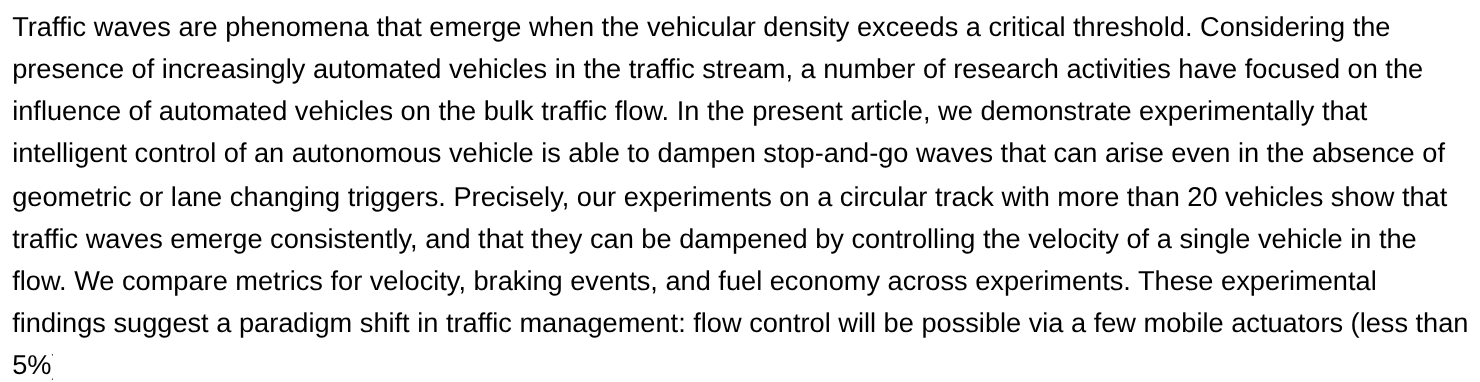 Traffic waves are phenomena that emerge when the vehicular density exceeds a critical threshold. Considering the
presence of increasingly automated vehicles in the traffic stream, a number of research activities have focused on the
influence of automated vehicles on the bulk traffic flow. In the present article, we demonstrate experimentally that
intelligent control of an autonomous vehicle is able to dampen stop-and-go waves that can arise even in the absence of
geometric or lane changing triggers. Precisely, our experiments on a circular track with more than 20 vehicles show that
traffic waves emerge consistently, and that they can be dampened by controlling the velocity of a single vehicle in the
flow. We compare metrics for velocity, braking events, and fuel economy across experiments. These experimental
findings suggest a paradigm shift in traffic management: flow control will be possible via a few mobile actuators (less than
5%